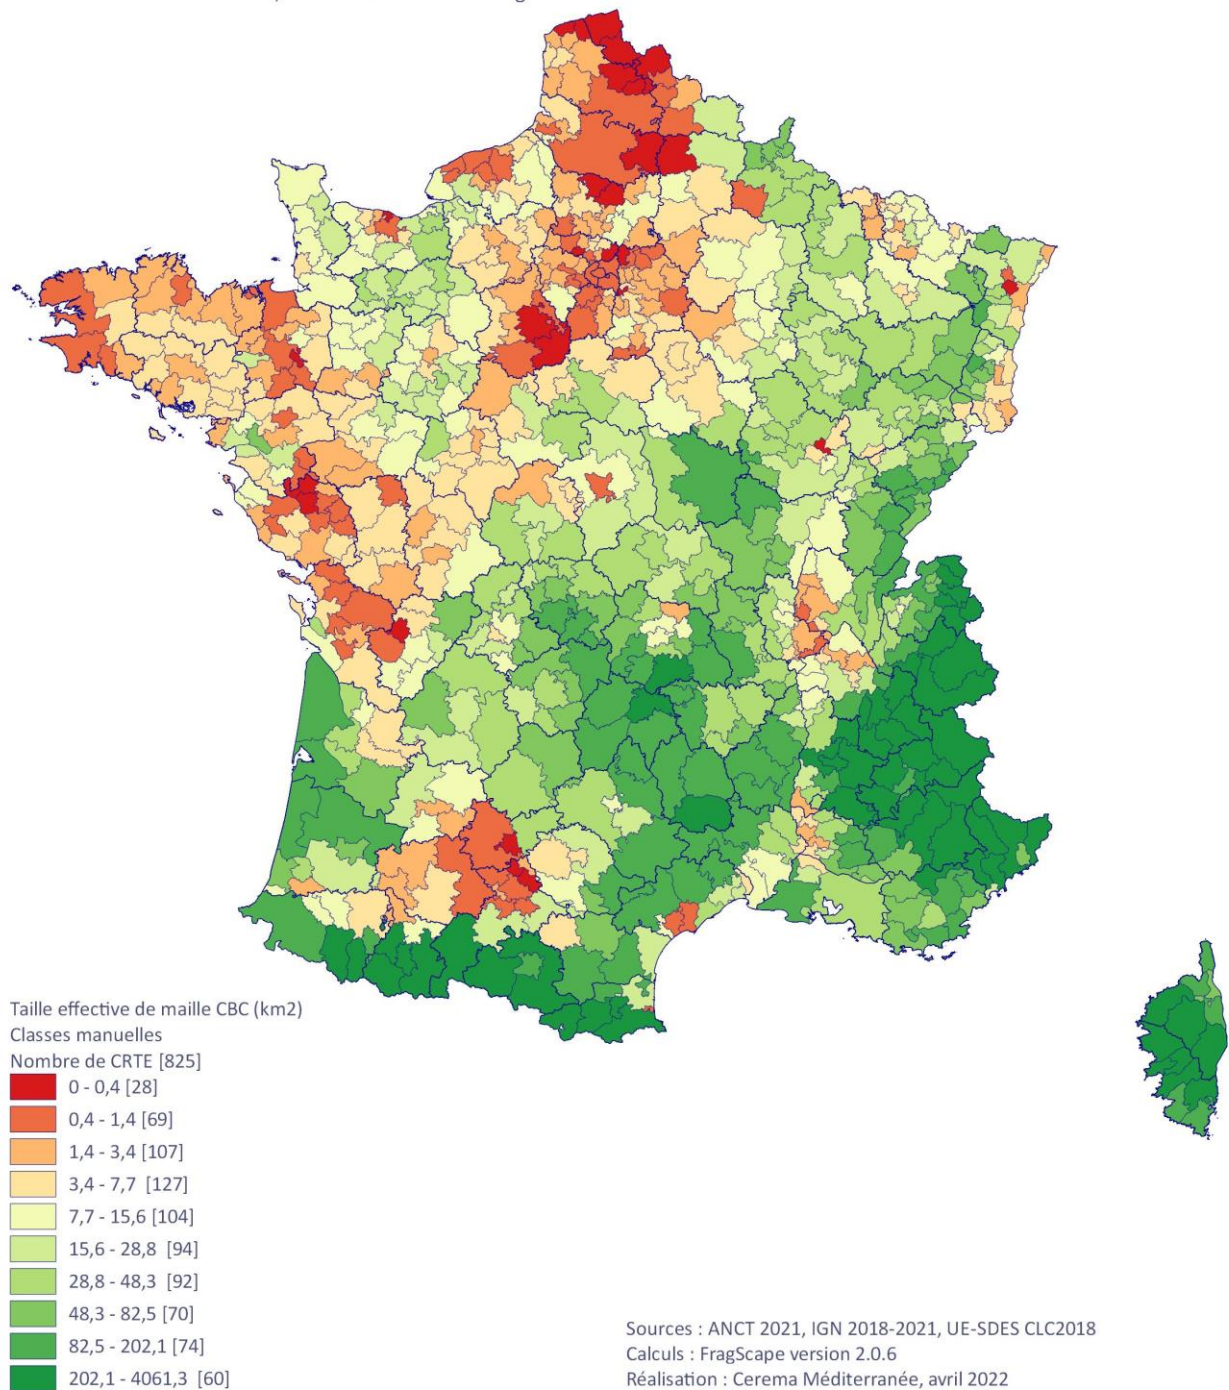 Taille effective de maille CBC (km2)
Classes manuelles
Nombre de CRTE [825]
0 - 0,4 [28]
0,4 - 1,4 [69]
1,4 - 3,4 [107]
3,4 - 7,7 [127]
7,7 - 15,6 [104]
15,6 - 28,8 [94]
28,8 - 48,3 [92]
48,3 - 82,5 [70]
82,5 - 202,1 [74]
202,1 - 4061,3 [60]
Sources : ANCT 2021, IGN 2018-2021, UE-SDES CLC2018
Calculs : FragScape version 2.0.6
Réalisation : Cerema Méditerranée, avril 2022